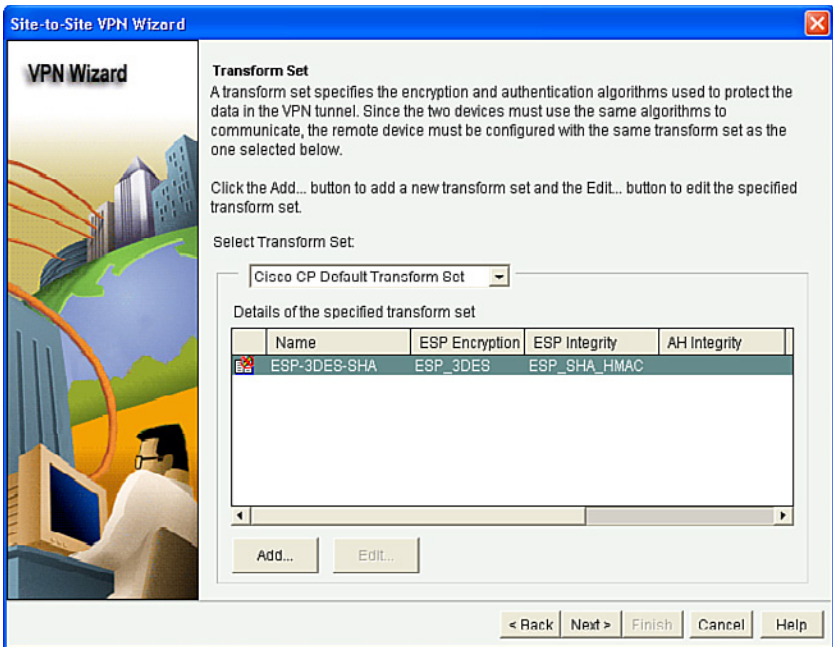 Site-to-Site VPN Wizard
VPN Wizard
Transform Set
A transform set specifies the encryption and authentication algorithms used to protect the
data in the VPN tunnel. Since the two devices must use the same algorithms to
communicate, the remote device must be configured with the same transform set as the
one selected below.
Click the Add... button to add a new transform set and the Edit... button to edit the specified
transform set.
Select Transform Set:
Cisco CP Default Transform Set
Details of the specified transform set
Name ESP Encryption ESP Integrity AH Integrity
ESP-3DES-SHA ESP_3DES ESP_SHA_HMAC
Add... Edit...
< Back Next > Finish Cancel Help